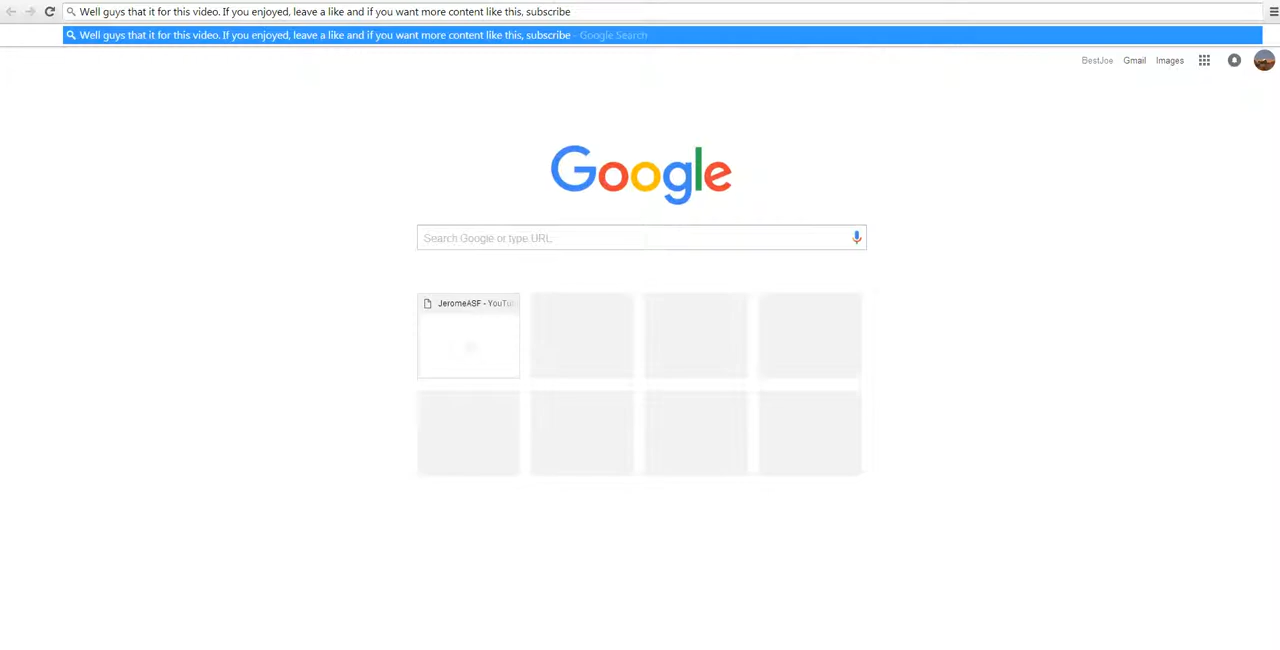 Well guys that it for this video. If you enjoyed, leave a like and if you want more content like this, subscribe
Well guys that it for this video. If you enjoyed, leave a like and if you want more content like this, subscribe - Google Search
BestJoe Gmail Images
Google
Search Google or type URL
JeromeASF - YouTu